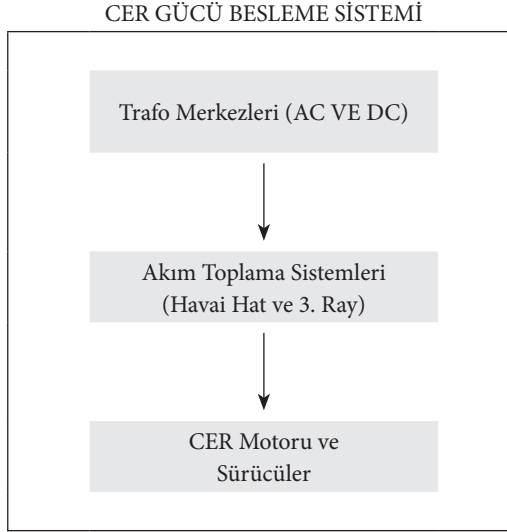 CER GÜCÜ BESLEME SİSTEMİ
Trafo Merkezleri (AC VE DC)
Akım Toplama Sistemleri
(Havai Hat ve 3. Ray)
CER Motoru ve
Sürücüler